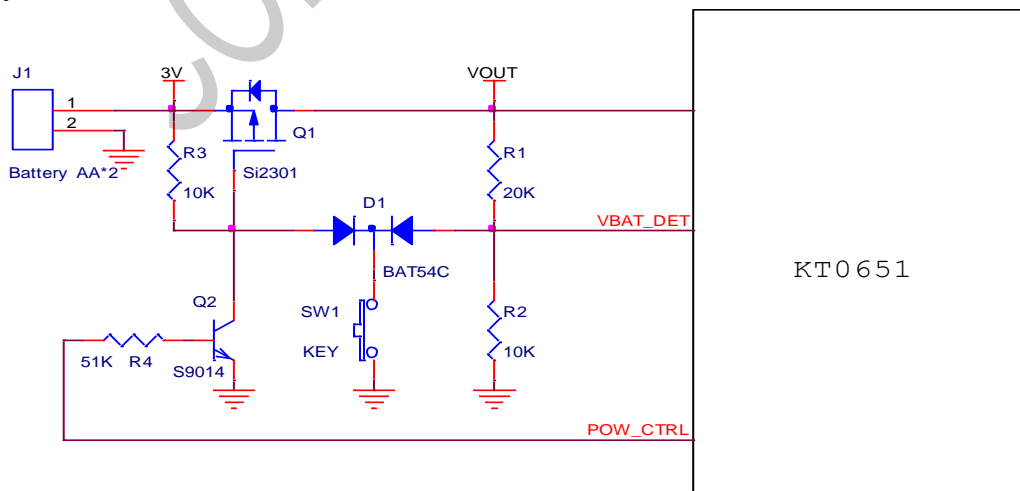 CO
J1
3V
VOUT
1
2
Q1
R3
R1
Battery AA*2
10K
Si2301
20K
D1
VBAT_DET
KT0651
BAT54C
Q2
SW1
R2
KEY
10K
51K R4
S9014
POW_CTRL